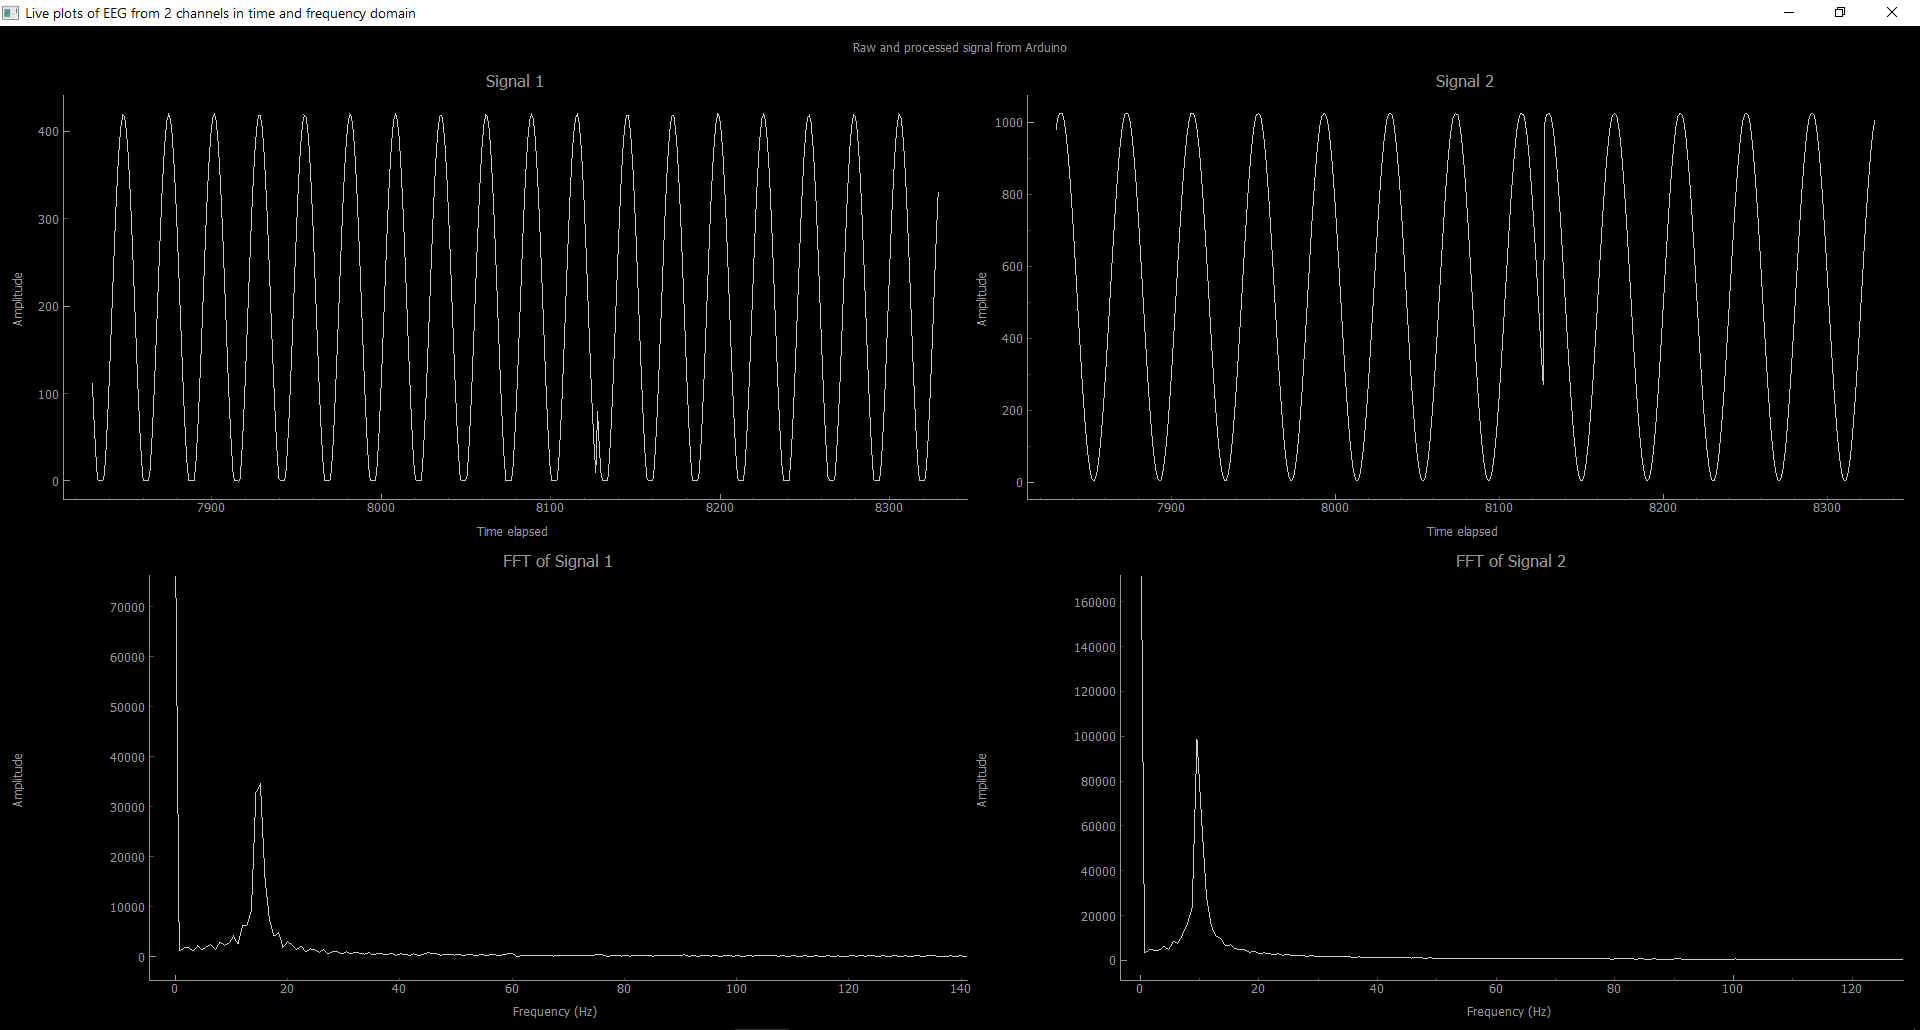 Live plots of EEG from 2 channels in time and frequency domain
Raw and processed signal from Arduino
Signal 1
400
300
200
100
0
Amplitude
7900 8000 8100 8200 8300
Time elapsed
Signal 2
1000
800
600
400
200
0
Amplitude
7900 8000 8100 8200 8300
Time elapsed
FFT of Signal 1
70000
60000
50000
40000
30000
20000
10000
0
Amplitude
0 20 40 60 80 100 120 140
Frequency (Hz)
FFT of Signal 2
160000
140000
120000
100000
80000
60000
40000
20000
0
Amplitude
0 20 40 60 80 100 120
Frequency (Hz)